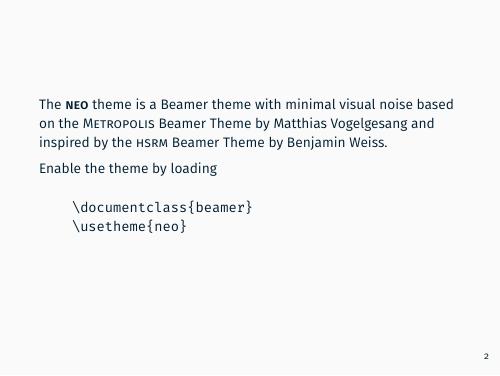 The NEO theme is a Beamer theme with minimal visual noise based
on the METROPOLIS Beamer Theme by Matthias Vogelgesang and
inspired by the HSRM Beamer Theme by Benjamin Weiss.
Enable the theme by loading
\documentclass{beamer}
\usetheme{neo}
2